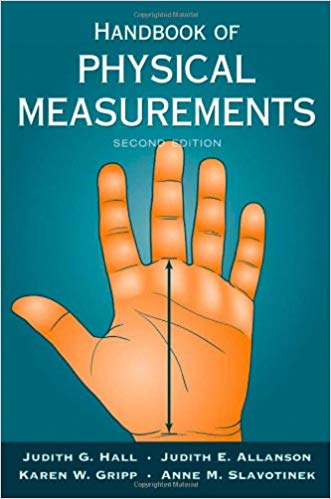 HANDBOOK OF
PHYSICAL
MEASUREMENTS
SECOND EDITION
JUDITH G. HALL · JUDITH E. ALLANSON
KAREN W. GRIPP · ANNE M. SLAVOTINEK